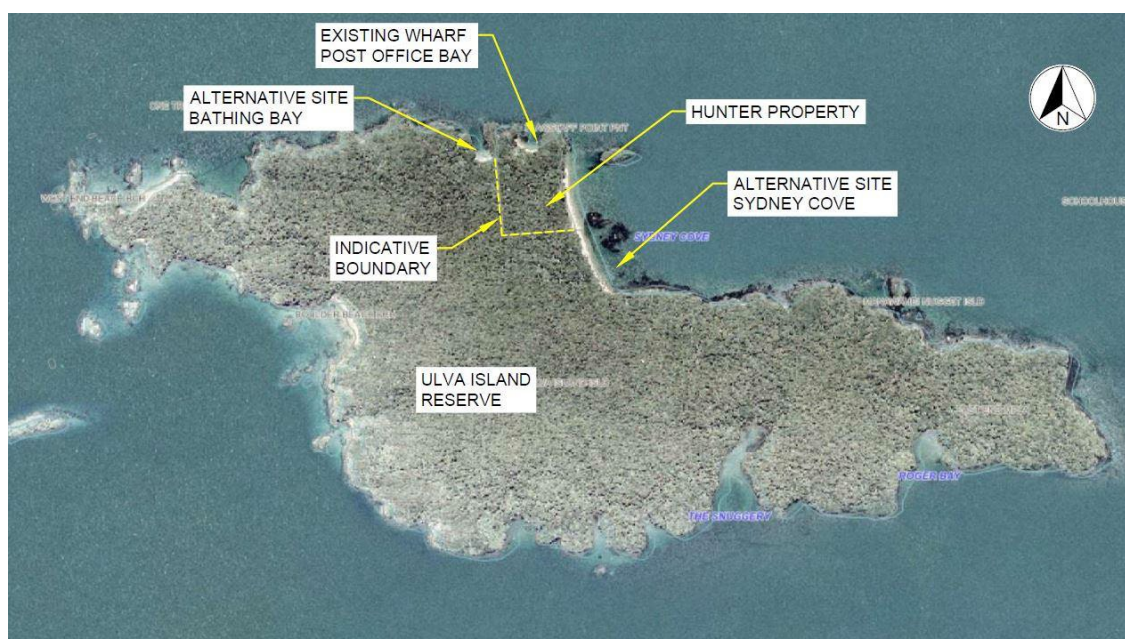 EXISTING WHARF
POST OFFICE BAY
ALTERNATIVE SITE
BATHING BAY
HUNTER PROPERTY
N
ALTERNATIVE SITE
SYDNEY COVE
SYDNEY COVE
INDICATIVE
BOUNDARY
ULVA ISLAND
RESERVE
ROGER BAY
THE SNUGGERY